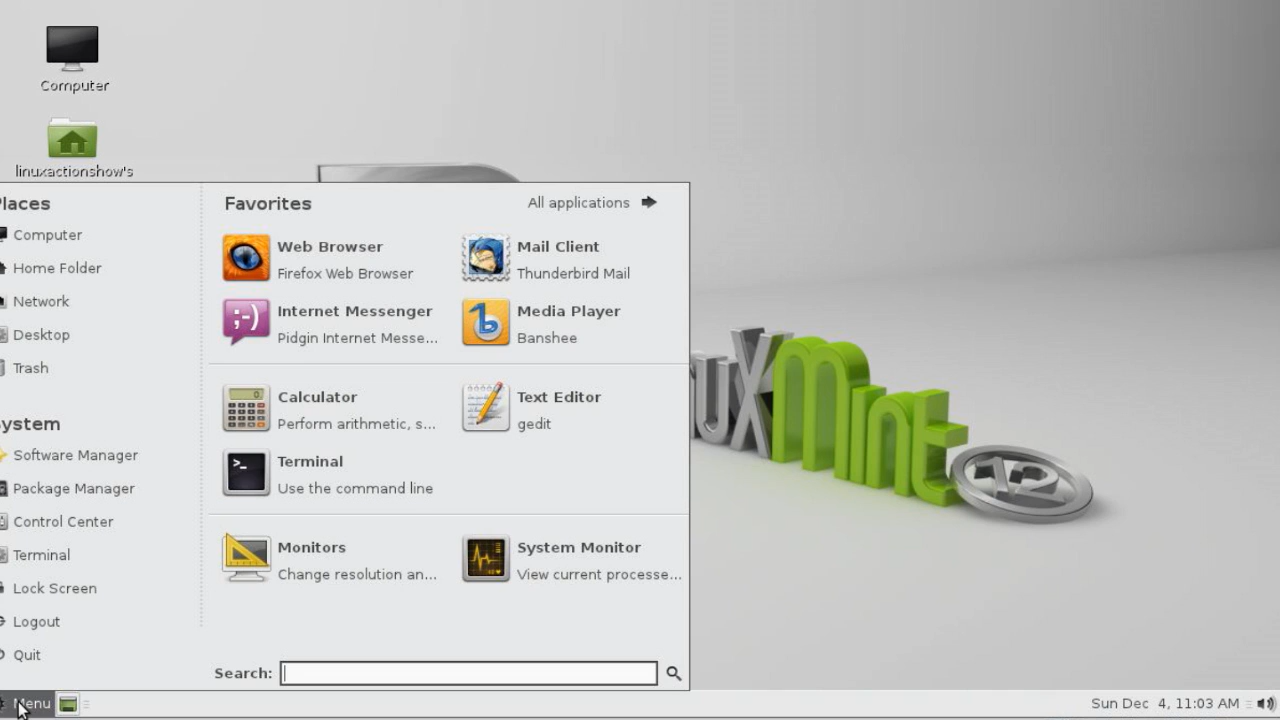 Computer
linuxactionshow's
Places
Computer
Home Folder
Network
Desktop
Trash
System
Software Manager
Package Manager
Control Center
Terminal
Lock Screen
Logout
Quit
Favorites
All applications
Web Browser
Firefox Web Browser
Mail Client
Thunderbird Mail
;-)
Internet Messenger
Pidgin Internet Messe...
Media Player
Banshee
Calculator
Perform arithmetic, s...
Text Editor
gedit
>_
Terminal
Use the command line
Monitors
Change resolution an...
System Monitor
View current processe...
Search:
uxMint 12
Menu
Sun Dec 4, 11:03 AM